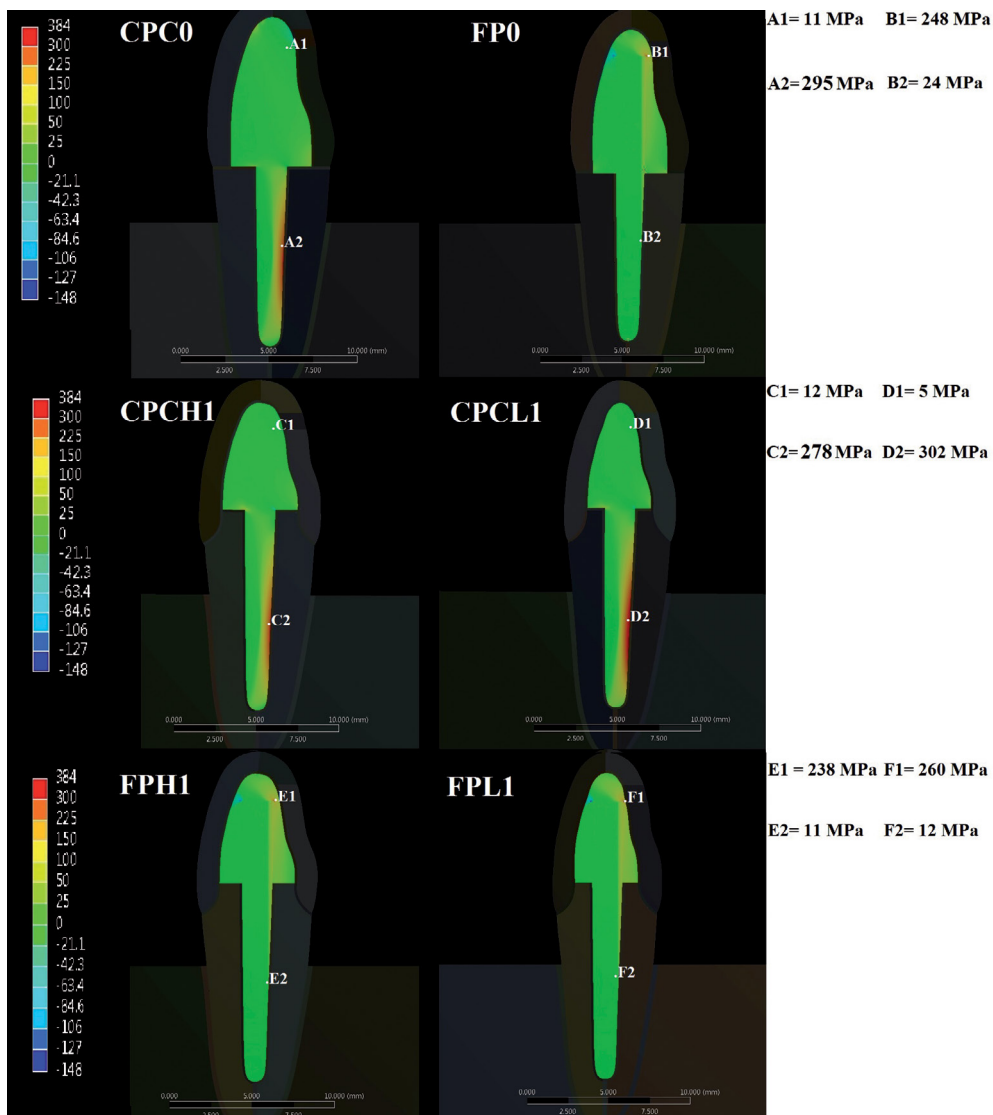 384
300
225
150
100
50
25
0
-21.1
-42.3
-63.4
-84.6
-106
-127
-148
CPC0
.A1
.A2
0.000 5.000 10.000 (mm)
2.500 7.500
FP0
.B1
.B2
0.000 5.000 10.000 (mm)
2.500 7.500
A1= 11 MPa B1= 248 MPa
A2= 295 MPa B2= 24 MPa
384
300
225
150
100
50
25
0
-21.1
-42.3
-63.4
-84.6
-106
-127
-148
CPCH1
.C1
.C2
0.000 5.000 10.000 (mm)
2.500 7.500
CPCL1
.D1
.D2
0.000 5.000 10.000 (mm)
2.500 7.500
C1= 12 MPa D1= 5 MPa
C2= 278 MPa D2= 302 MPa
384
300
225
150
100
50
25
0
-21.1
-42.3
-63.4
-84.6
-106
-127
-148
FPH1
.E1
.E2
0.000 5.000 10.000 (mm)
2.500 7.500
FPL1
.F1
.F2
0.000 5.000 10.000 (mm)
2.500 7.500
E1 = 238 MPa F1= 260 MPa
E2= 11 MPa F2= 12 MPa